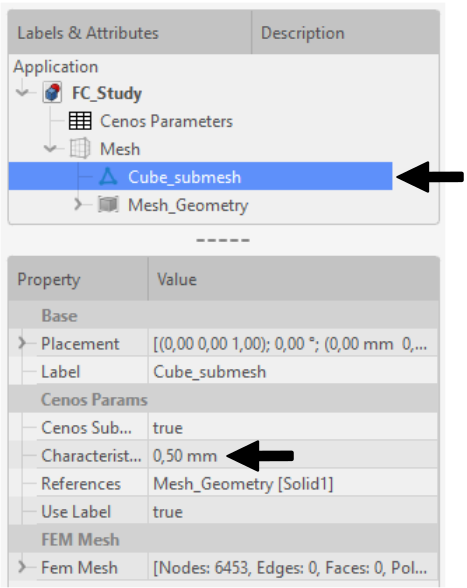 Labels & Attributes Description
Application
FC_Study
Cenos Parameters
Mesh
Cube_submesh
Mesh_Geometry
Property Value
Base
Placement [(0,00 0,00 1,00); 0,00 °; (0,00 mm 0,...
Label Cube_submesh
Cenos Params
Cenos Sub... true
Characterist... 0,50 mm
References Mesh_Geometry [Solid1]
Use Label true
FEM Mesh
Fem Mesh [Nodes: 6453, Edges: 0, Faces: 0, Pol...